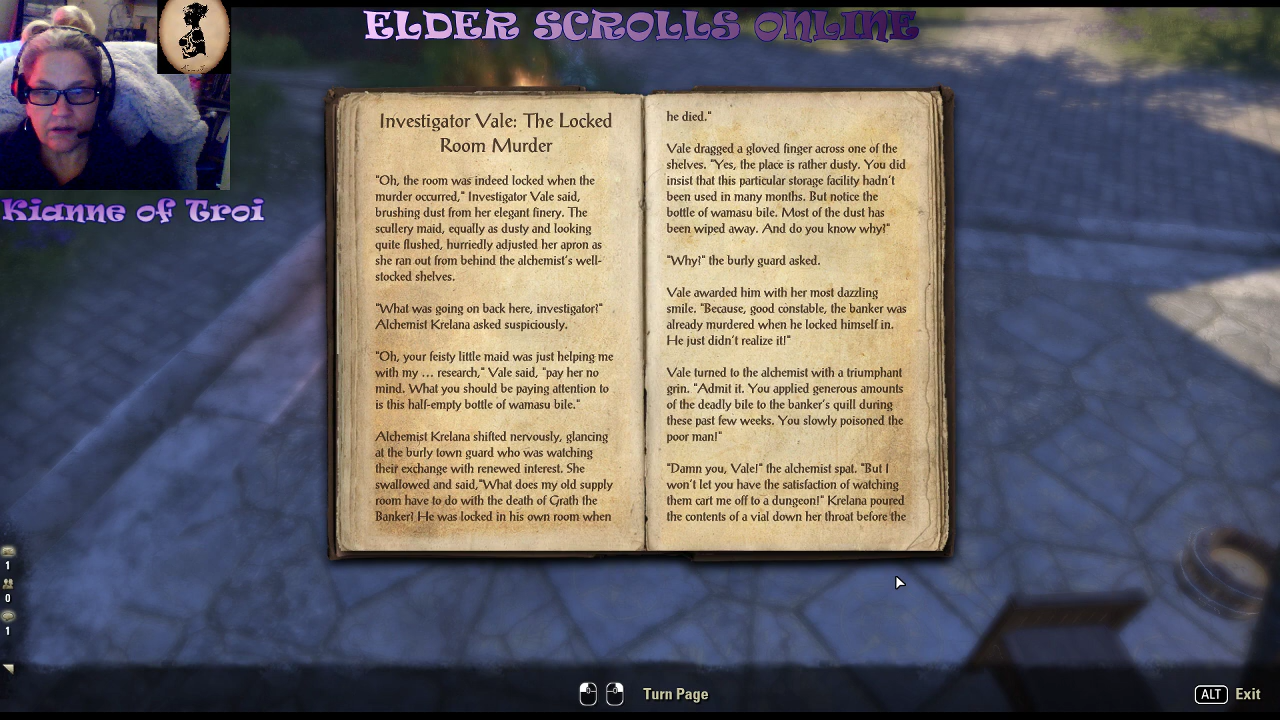 ELDER SCROLLS ONLINE
Kianne of Troi
Investigator Vale: The Locked
Room Murder
"Oh, the room was indeed locked when the
murder occurred," Investigator Vale said,
brushing dust from her elegant finery. The
scullery maid, equally as dusty and looking
quite flushed, hurriedly adjusted her apron as
she ran out from behind the alchemist's well-
stocked shelves.
"What was going on back here, investigator?"
Alchemist Krelana asked suspiciously.
"Oh, your feisty little maid was just helping me
with my ... research," Vale said, "pay her no
mind. What you should be paying attention to
is this half-empty bottle of wamasu bile."
Alchemist Krelana shifted nervously, glancing
at the burly town guard who was watching
their exchange with renewed interest. She
swallowed and said,"What does my old supply
room have to do with the death of Grath the
Banker? He was locked in his own room when
he died."
Vale dragged a gloved finger across one of the
shelves. "Yes, the place is rather dusty. You did
insist that this particular storage facility hadn't
been used in many months. But notice the
bottle of wamasu bile. Most of the dust has
been wiped away. And do you know why?"
"Why?" the burly guard asked.
Vale awarded him with her most dazzling
smile. "Because, good constable, the banker was
already murdered when he locked himself in.
He just didn't realize it!"
Vale turned to the alchemist with a triumphant
grin. "Admit it. You applied generous amounts
of the deadly bile to the banker's quill during
these past few weeks. You slowly poisoned the
poor man!"
"Damn you, Vale!" the alchemist spat. "But I
won't let you have the satisfaction of watching
them cart me off to a dungeon!" Krelana poured
the contents of a vial down her throat before the
1
0
1
Turn Page
ALT Exit